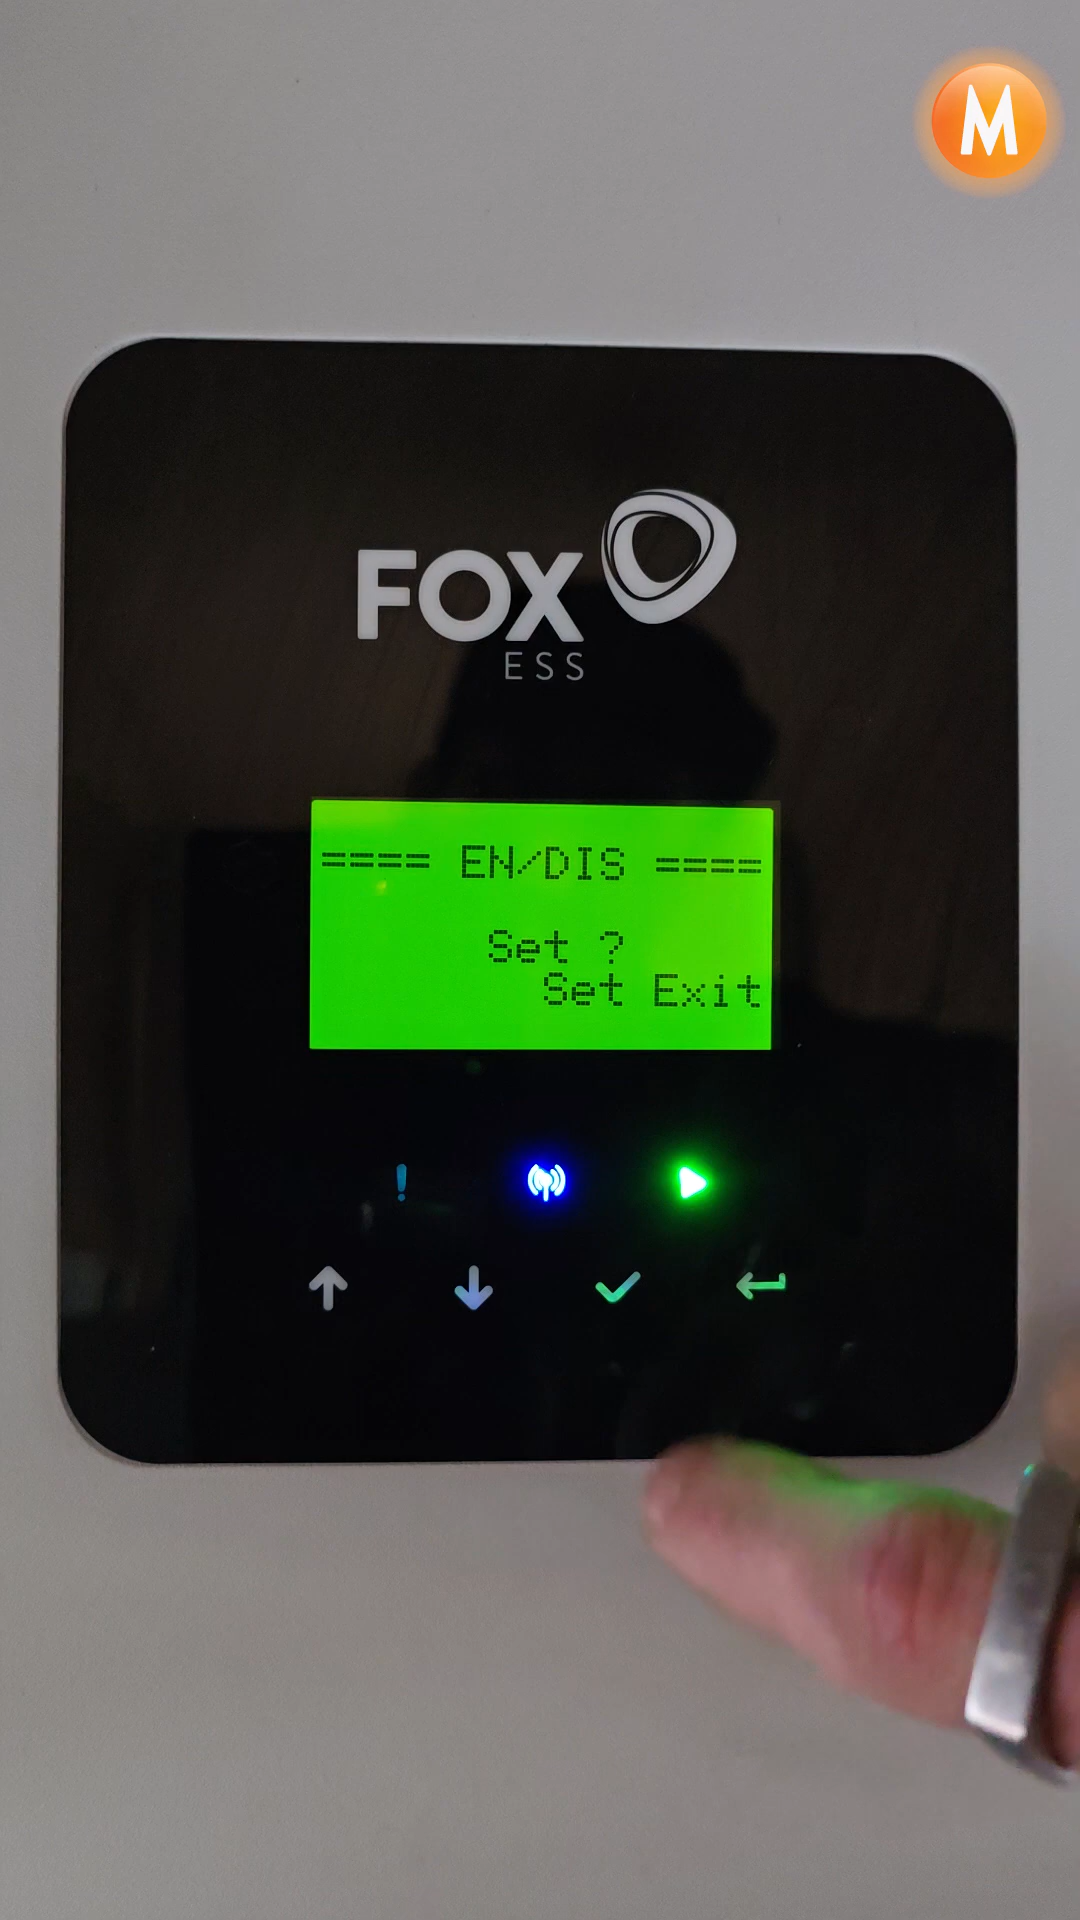 M
FOX
ESS
==== EN/DIS ====
Set ?
Set Exit